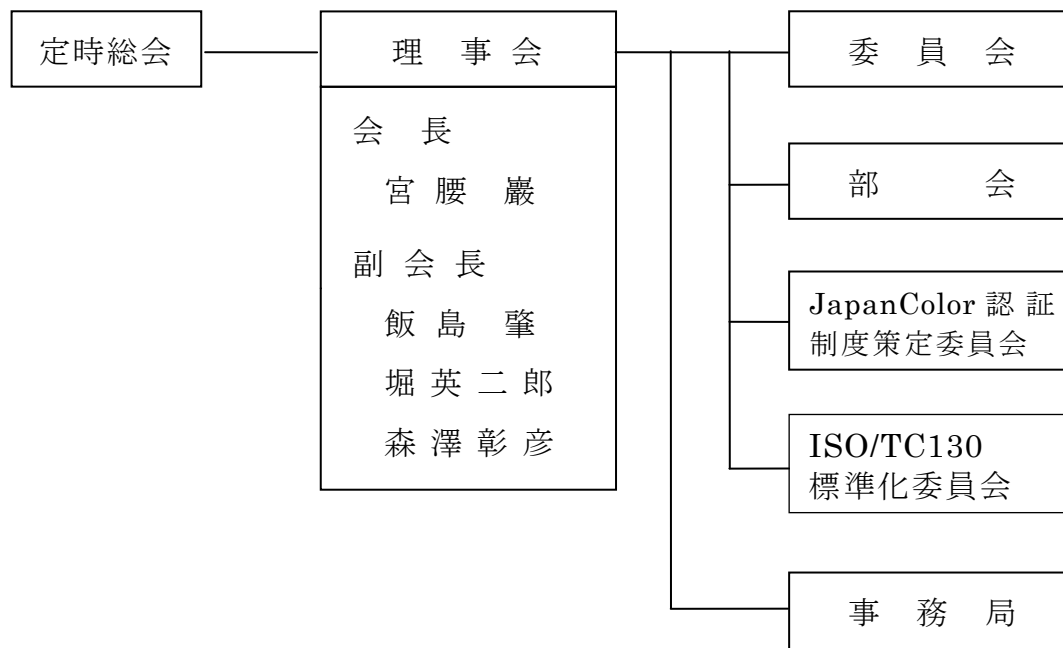 定時総会
理事会
会長
宮腰巖
副会長
飯島肇
堀英二郎
森澤彰彦
委員会
部会
JapanColor 認証
制度策定委員会
ISO/TC130
標準化委員会
事務局